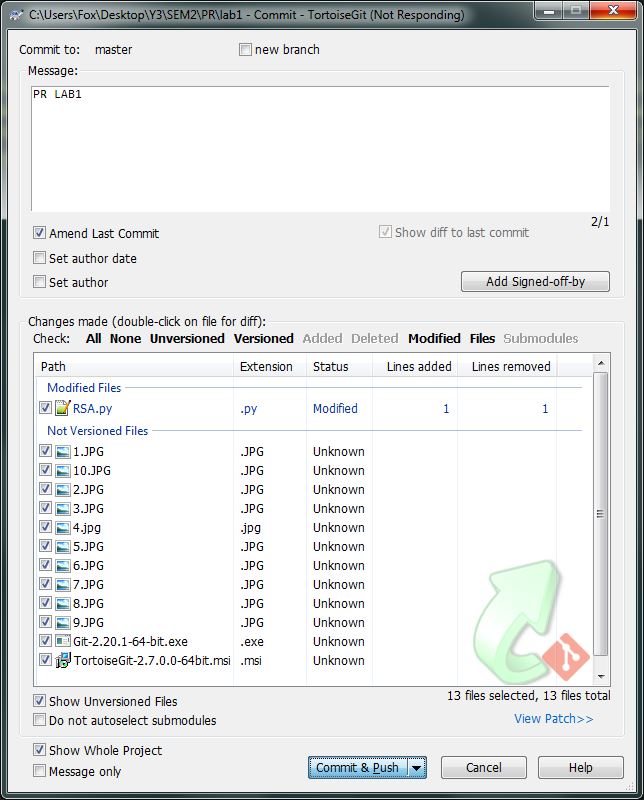 C:\Users\Fox\Desktop\Y3\SEM2\PR\lab1 - Commit - TortoiseGit (Not Responding)
Commit to: master new branch
Message:
PR LAB1
2/1
Amend Last Commit Show diff to last commit
Set author date
Set author Add Signed-off-by
Changes made (double-click on file for diff):
Check: All None Unversioned Versioned Added Deleted Modified Files Submodules
Path Extension Status Lines added Lines removed
Modified Files
RSA.py .py Modified 1 1
Not Versioned Files
1.JPG .JPG Unknown
10.JPG .JPG Unknown
2.JPG .JPG Unknown
3.JPG .JPG Unknown
4.jpg .jpg Unknown
5.JPG .JPG Unknown
6.JPG .JPG Unknown
7.JPG .JPG Unknown
8.JPG .JPG Unknown
9.JPG .JPG Unknown
Git-2.20.1-64-bit.exe .exe Unknown
TortoiseGit-2.7.0.0-64bit.msi .msi Unknown
Show Unversioned Files 13 files selected, 13 files total
Do not autoselect submodules View Patch>>
Show Whole Project
Message only Commit & Push Cancel Help